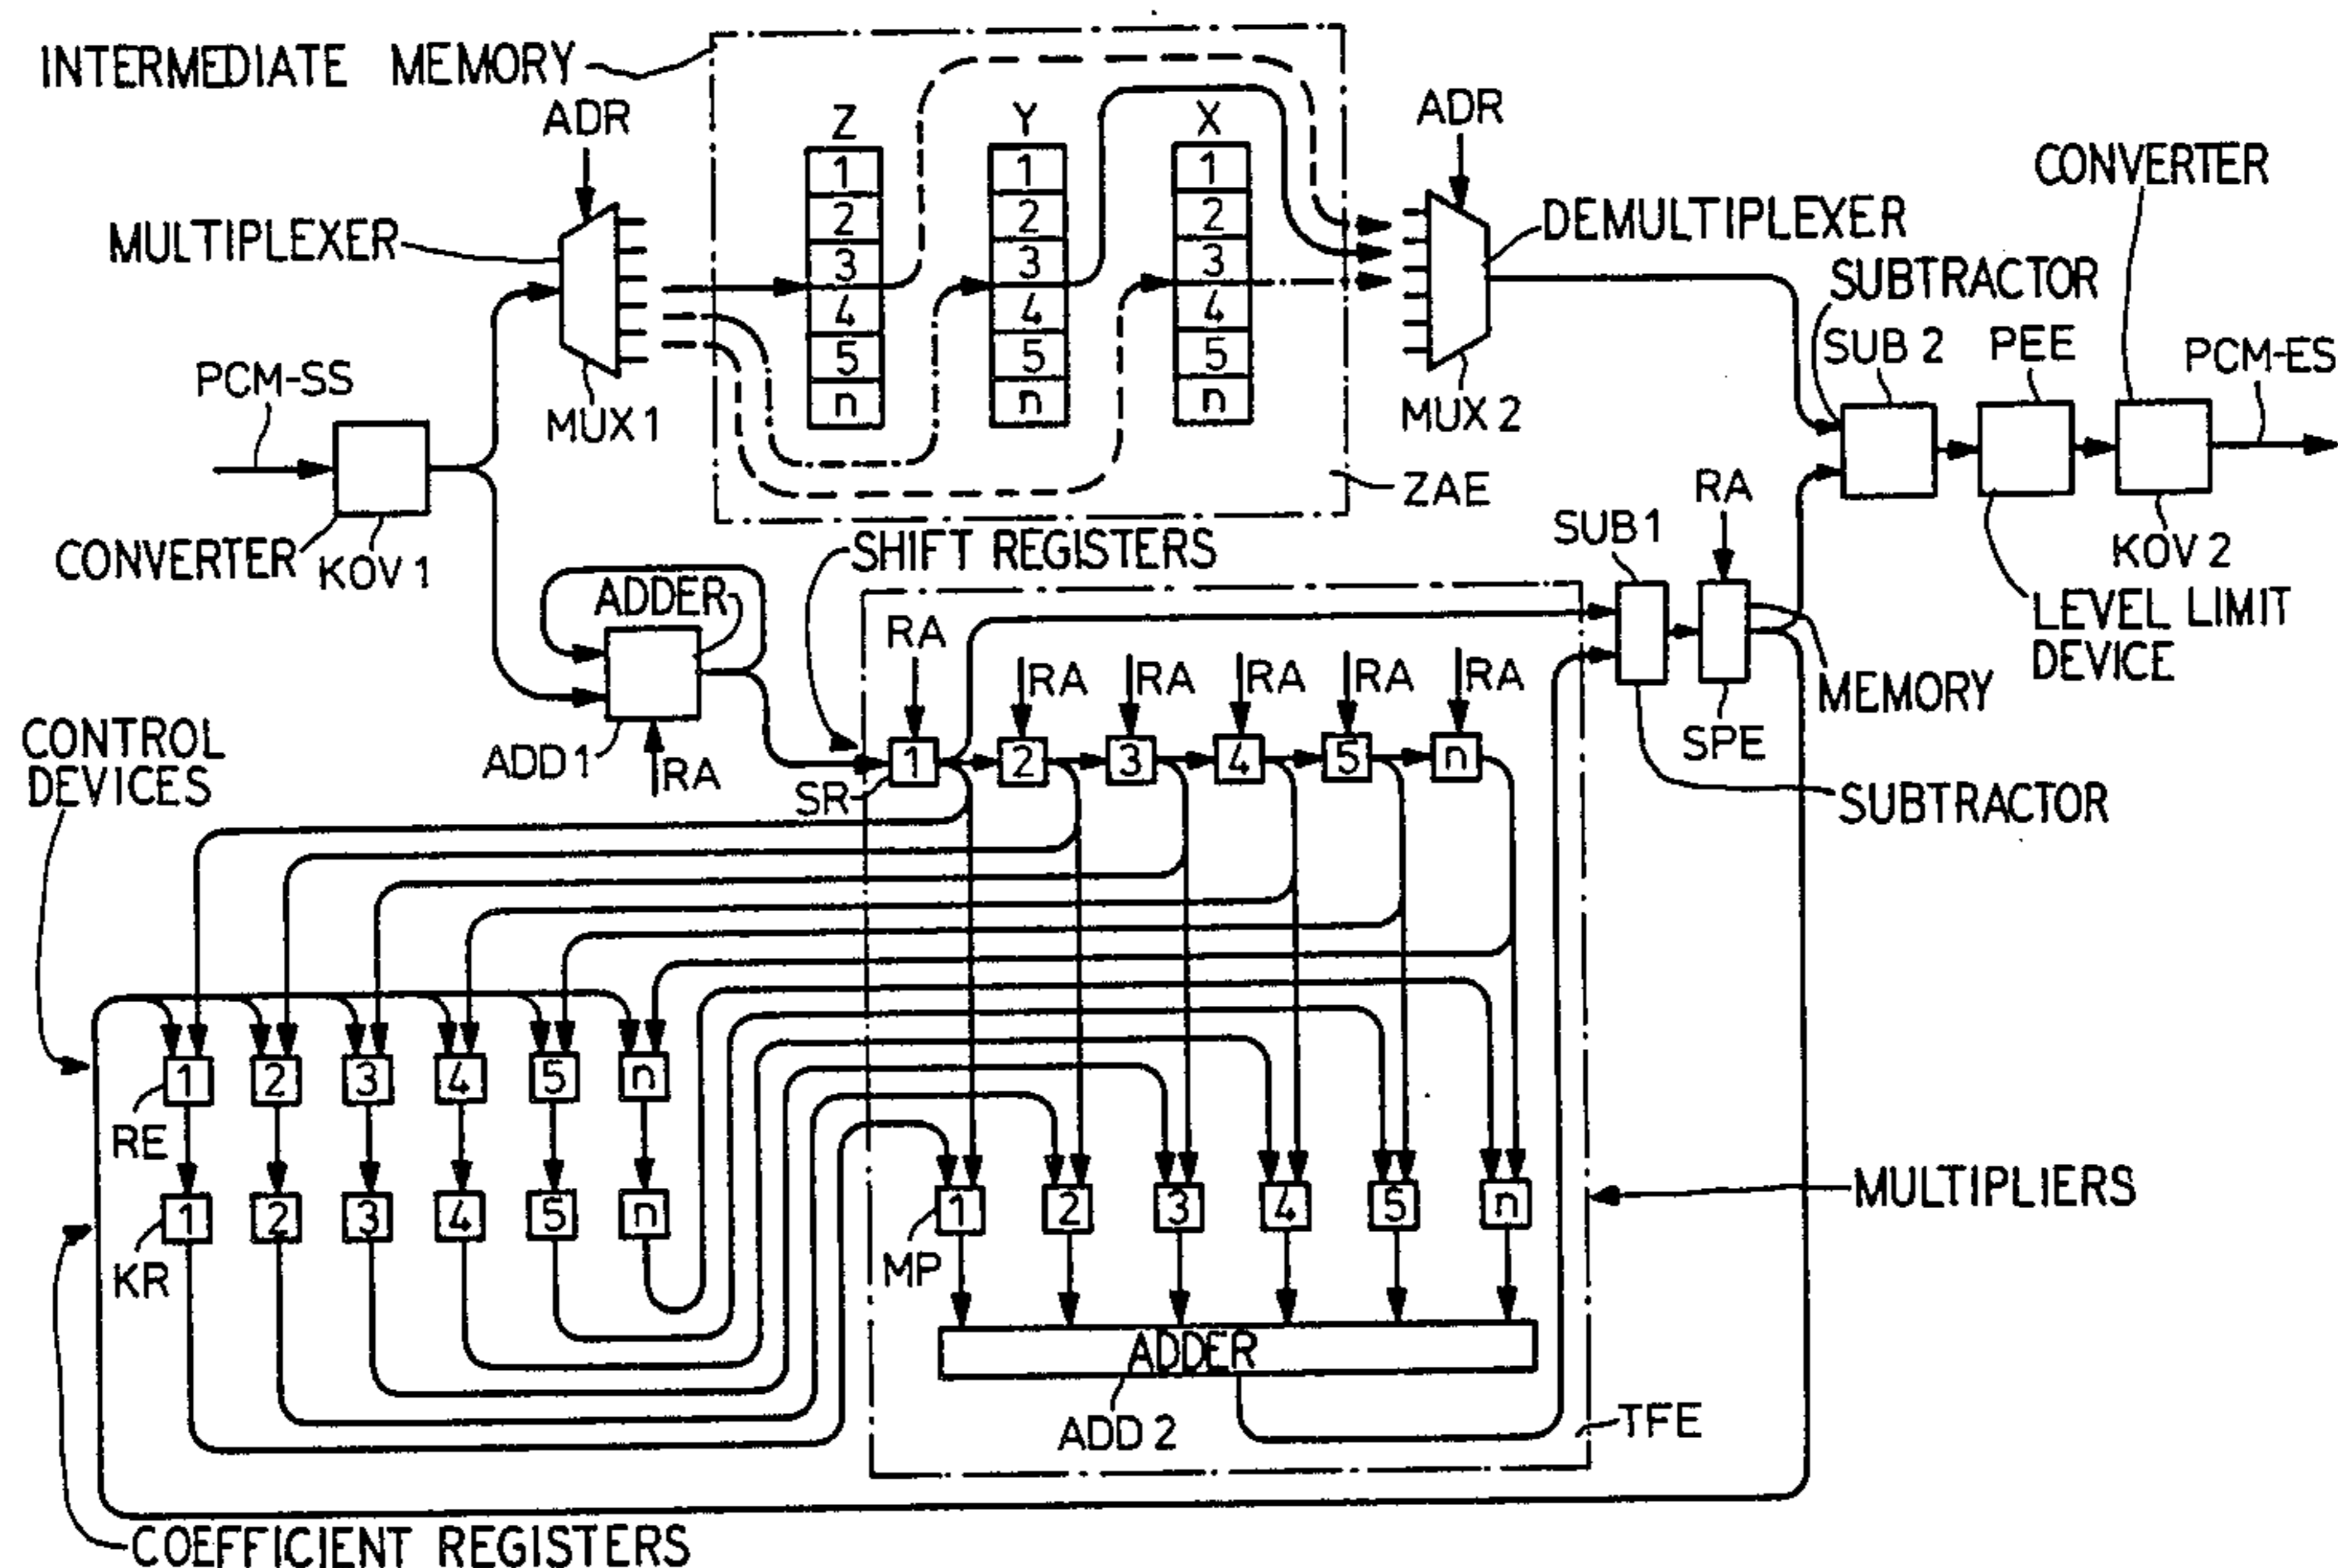 INTERMEDIATE MEMORY
ADR
Z
Y
X
ADR
CONVERTER
1
2
3
4
5
n
1
2
3
4
5
n
1
2
3
4
5
n
MULTIPLEXER
DEMULTIPLEXER
SUBTRACTOR
SUB 2
PEE
PCM-ES
PCM-SS
MUX 1
MUX 2
ZAE
RA
CONVERTER
KOV 1
SHIFT REGISTERS
SUB 1
KOV 2
ADDER
RA
LEVEL LIMIT
DEVICE
RA
RA
RA
RA
RA
MEMORY
CONTROL
DEVICES
ADD 1
RA
1
2
3
4
5
n
SPE
SR
SUBTRACTOR
1
2
3
4
5
n
RE
MULTIPLIERS
1
2
3
4
5
n
1
2
3
4
5
n
KR
MP
ADDER
ADD 2
TFE
COEFFICIENT REGISTERS